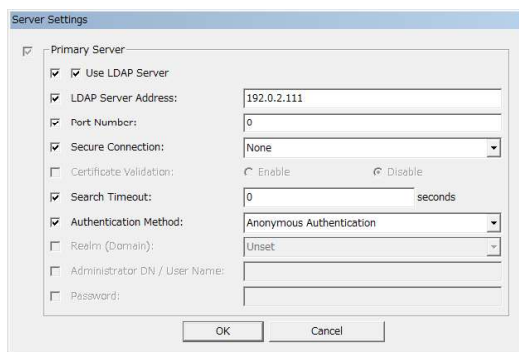 Server Settings
Primary Server
Use LDAP Server
LDAP Server Address: 192.0.2.111
Port Number: 0
Secure Connection: None
Certificate Validation: Enable Disable
Search Timeout: 0 seconds
Authentication Method: Anonymous Authentication
Realm (Domain): Unset
Administrator DN / User Name:
Password:
OK Cancel